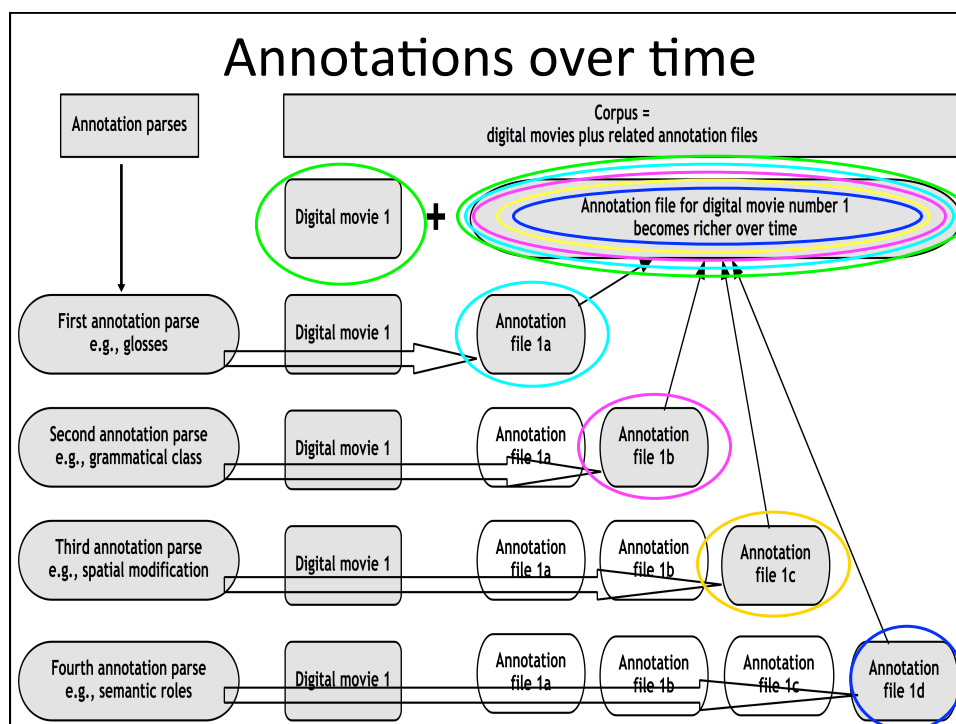 Annotations over time
Annotation parses
Corpus =
digital movies plus related annotation files
Digital movie 1
+
Annotation file for digital movie number 1
becomes richer over time
First annotation parse
e.g., glosses
Digital movie 1
Annotation
file 1a
Second annotation parse
e.g., grammatical class
Digital movie 1
Annotation
file 1a
Annotation
file 1b
Third annotation parse
e.g., spatial modification
Digital movie 1
Annotation
file 1a
Annotation
file 1b
Annotation
file 1c
Fourth annotation parse
e.g., semantic roles
Digital movie 1
Annotation
file 1a
Annotation
file 1b
Annotation
file 1c
Annotation
file 1d